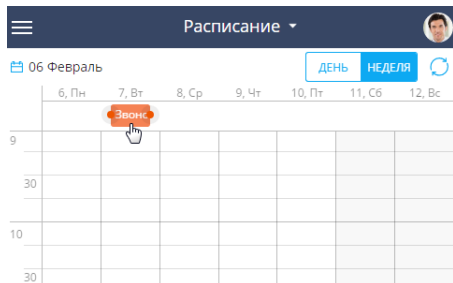 Расписание
06 Февраль
ДЕНЬ НЕДЕЛЯ
6, Пн 7, Вт 8, Ср 9, Чт 10, Пт 11, Сб 12, Вс
Звонс
9
30
10
30